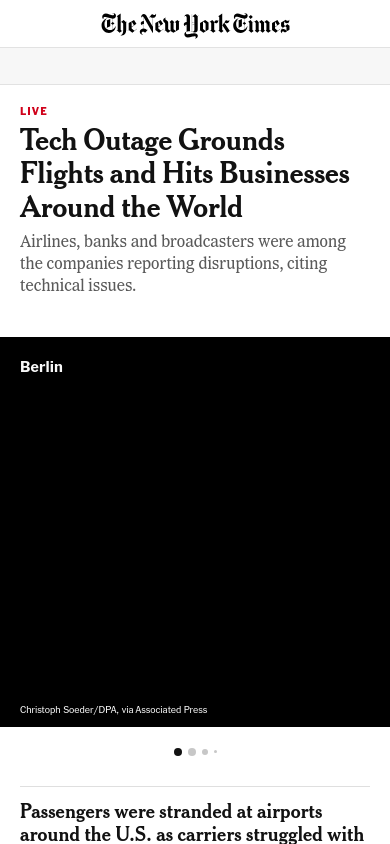 The New York Times
LIVE
Tech Outage Grounds
Flights and Hits Businesses
Around the World
Airlines, banks and broadcasters were among
the companies reporting disruptions, citing
technical issues.
Berlin
Christoph Soeder/DPA, via Associated Press
Passengers were stranded at airports
around the U.S. as carriers struggled with